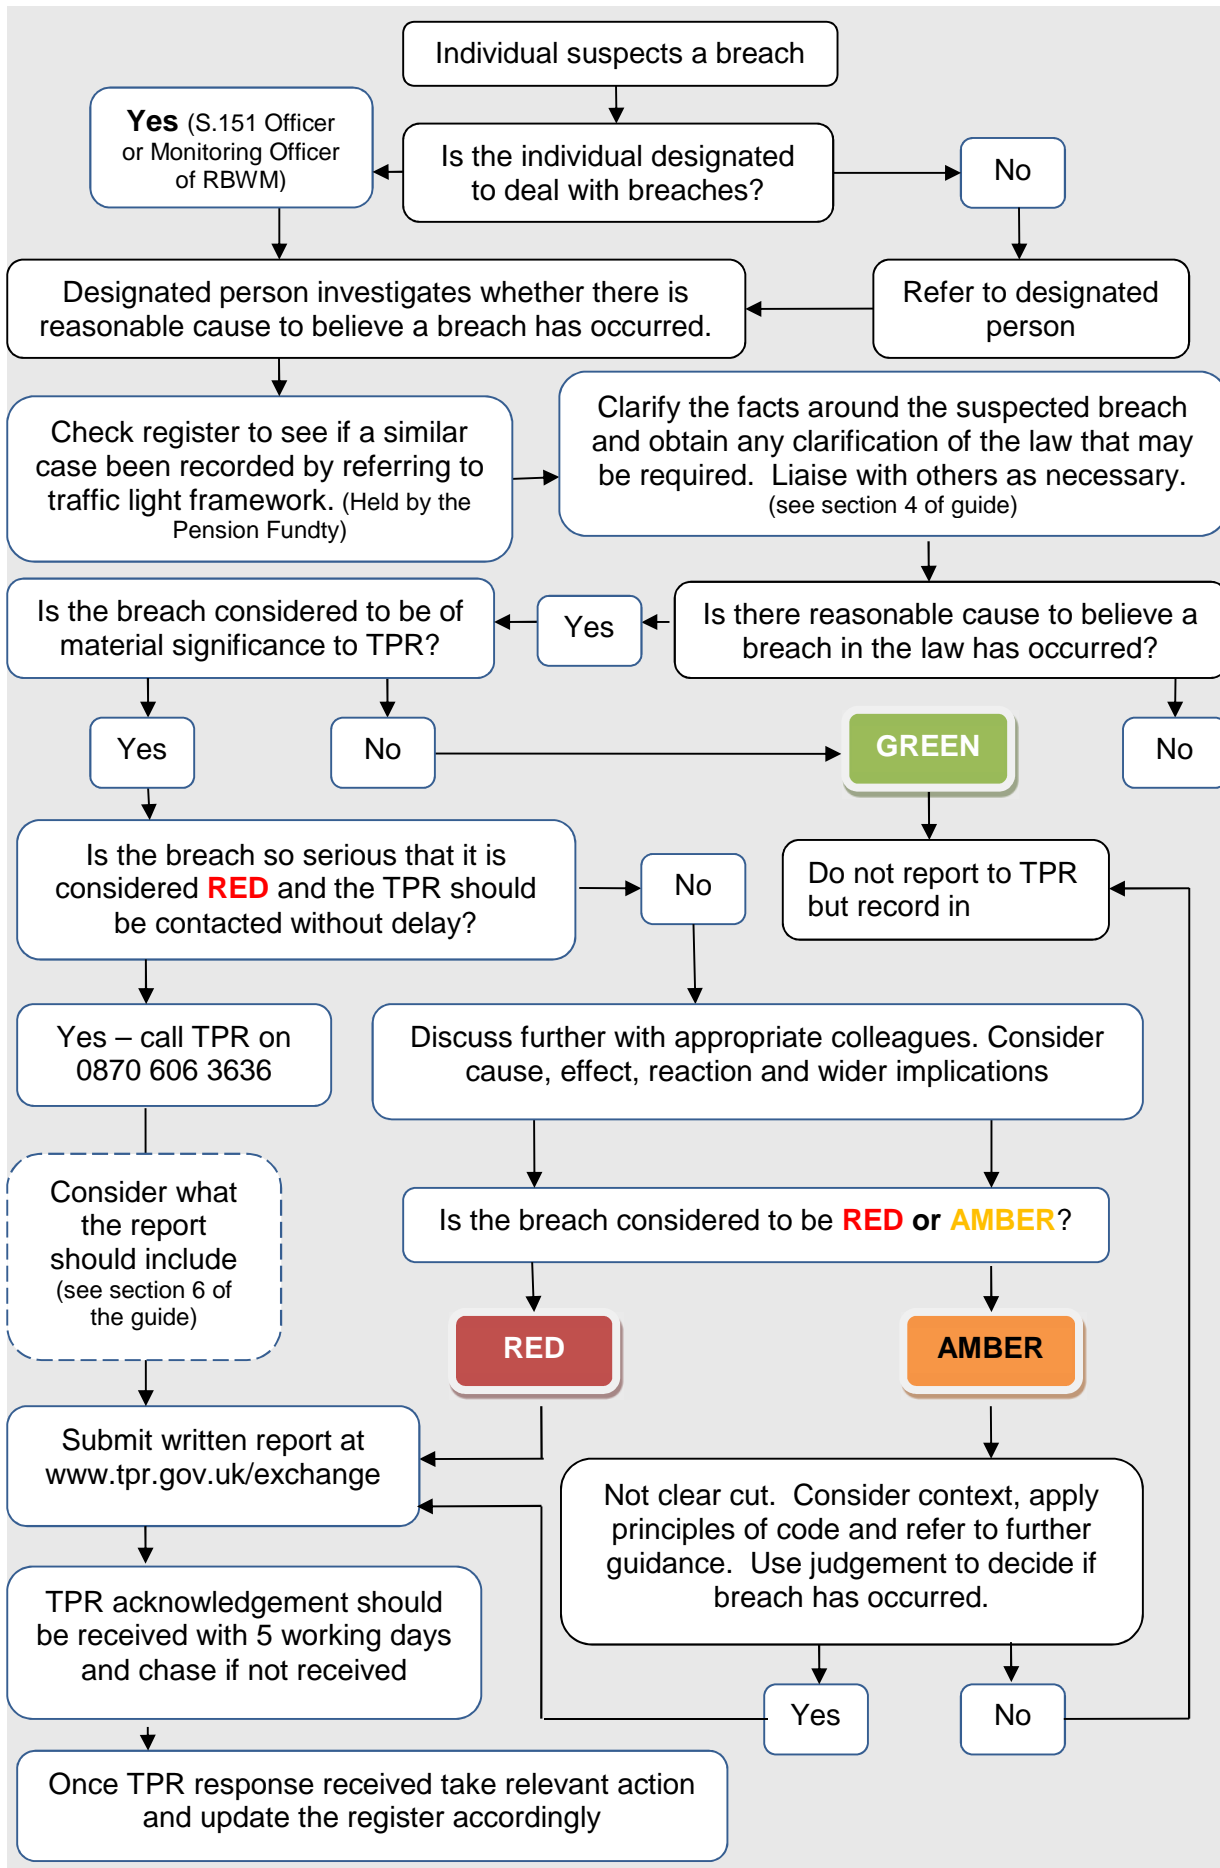 Individual suspects a breach
Yes (S.151 Officer
or Monitoring Officer
of RBWM)
Is the individual designated
to deal with breaches?
No
Designated person investigates whether there is
reasonable cause to believe a breach has occurred.
Refer to designated
person
Check register to see if a similar
case been recorded by referring to
traffic light framework. (Held by the
Pension Fundty)
Clarify the facts around the suspected breach
and obtain any clarification of the law that may
be required.  Liaise with others as necessary.
(see section 4 of guide)
Is the breach considered to be of
material significance to TPR?
Yes
Is there reasonable cause to believe a
breach in the law has occurred?
Yes
No
GREEN
No
Is the breach so serious that it is
considered RED and the TPR should
be contacted without delay?
No
Do not report to TPR
but record in
Yes – call TPR on
0870 606 3636
Discuss further with appropriate colleagues. Consider
cause, effect, reaction and wider implications
Consider what
the report
should include
(see section 6 of
the guide)
Is the breach considered to be RED or AMBER?
RED
AMBER
Submit written report at
www.tpr.gov.uk/exchange
Not clear cut.  Consider context, apply
principles of code and refer to further
guidance.  Use judgement to decide if
breach has occurred.
TPR acknowledgement should
be received with 5 working days
and chase if not received
Yes
No
Once TPR response received take relevant action
and update the register accordingly